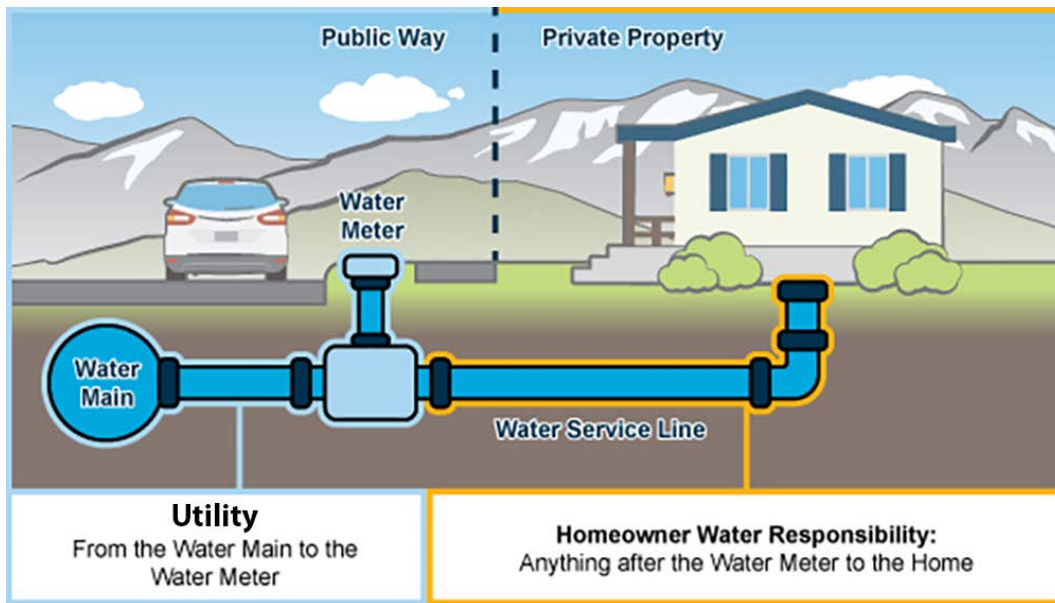 Public Way
Private Property
Water
Meter
Water
Main
Water Service Line
Utility
From the Water Main to the
Water Meter
Homeowner Water Responsibility:
Anything after the Water Meter to the Home